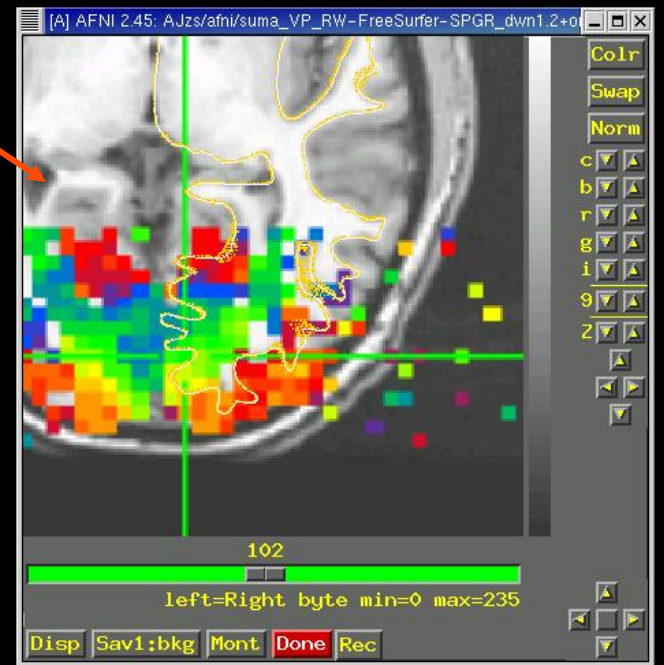 [A] AFNI 2.45: AJzs/afni/suma_VP_RW-FreeSurfer-SPGR_dwn1.2+o
Colr
Swap
Norm
c
b
r
g
i
9
Z
102
left=Right byte min=0 max=235
Disp Sav1:bkg Mont Done Rec